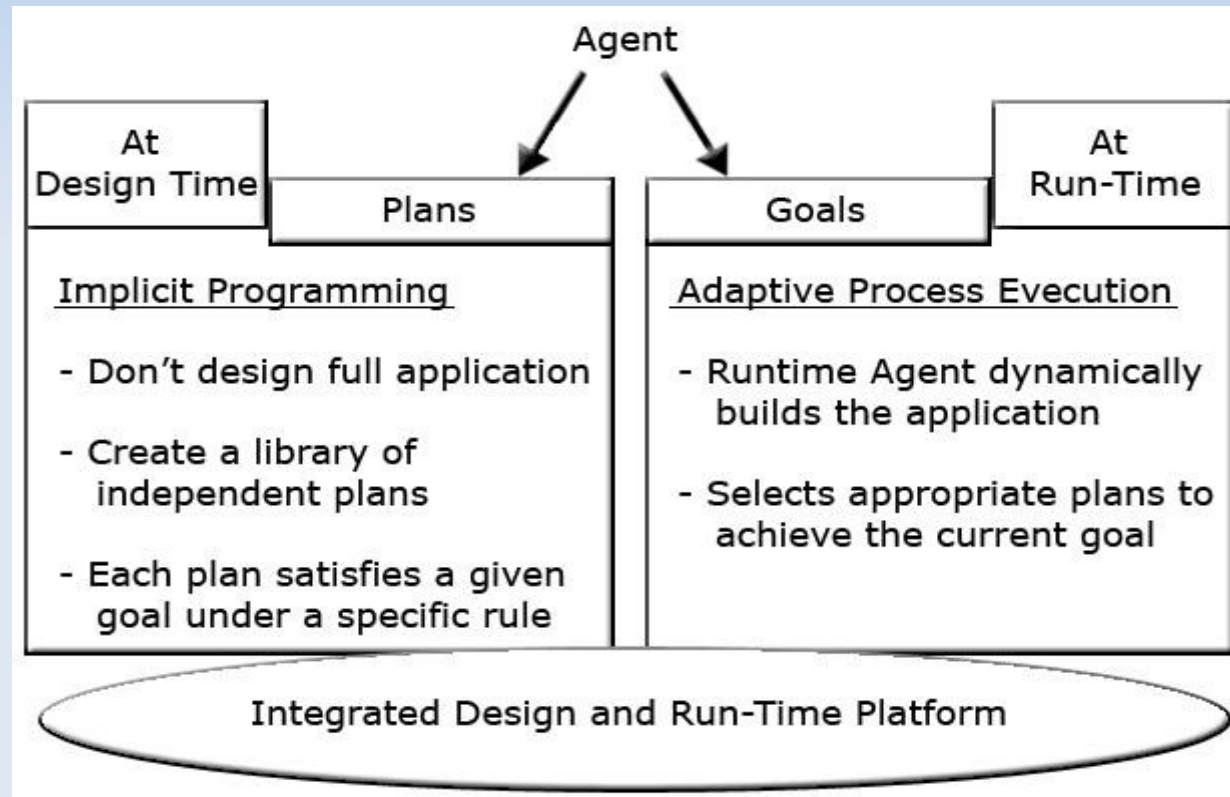 Agent
At
Design Time
Plans
Implicit Programming
- Don’t design full application
- Create a library of
independent plans
- Each plan satisfies a given
goal under a specific rule
Goals
At
Run-Time
Adaptive Process Execution
- Runtime Agent dynamically
builds the application
- Selects appropriate plans to
achieve the current goal
Integrated Design and Run-Time Platform